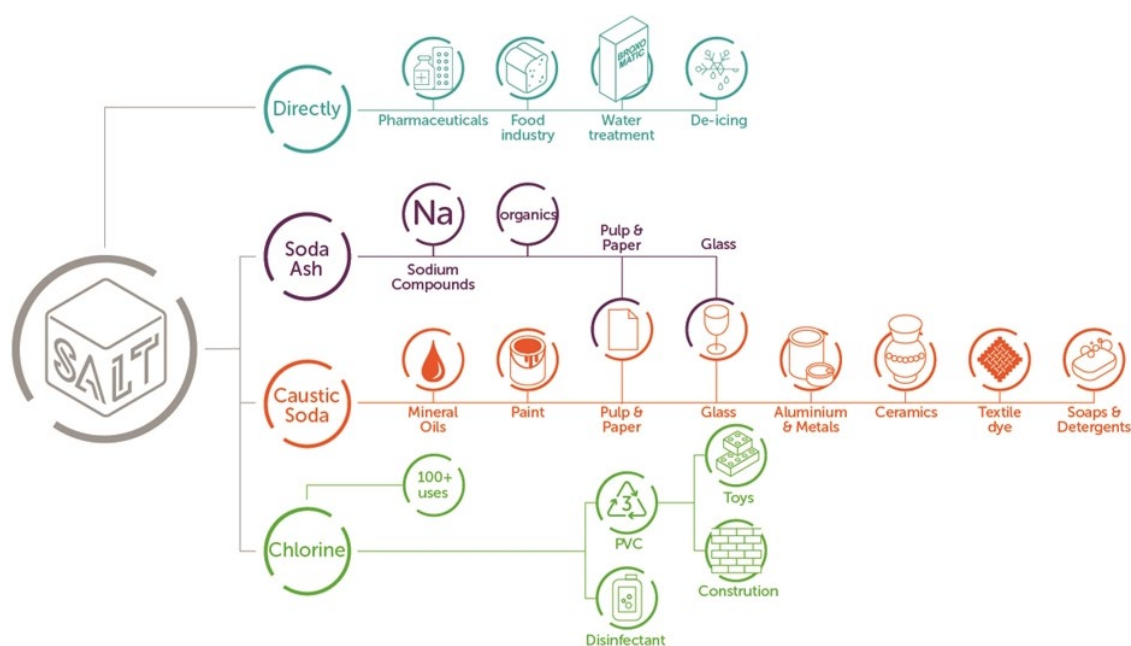 SALT
Directly
Pharmaceuticals
Food
industry
BROXO
MATIC
Water
treatment
De-icing
Soda
Ash
Na
Sodium
Compounds
organics
Pulp &
Paper
Glass
Caustic
Soda
Mineral
Oils
Paint
Pulp &
Paper
Glass
Aluminium
& Metals
Ceramics
Textile
dye
Soaps &
Detergents
Chlorine
100+
uses
3
PVC
Toys
Constrution
Disinfectant